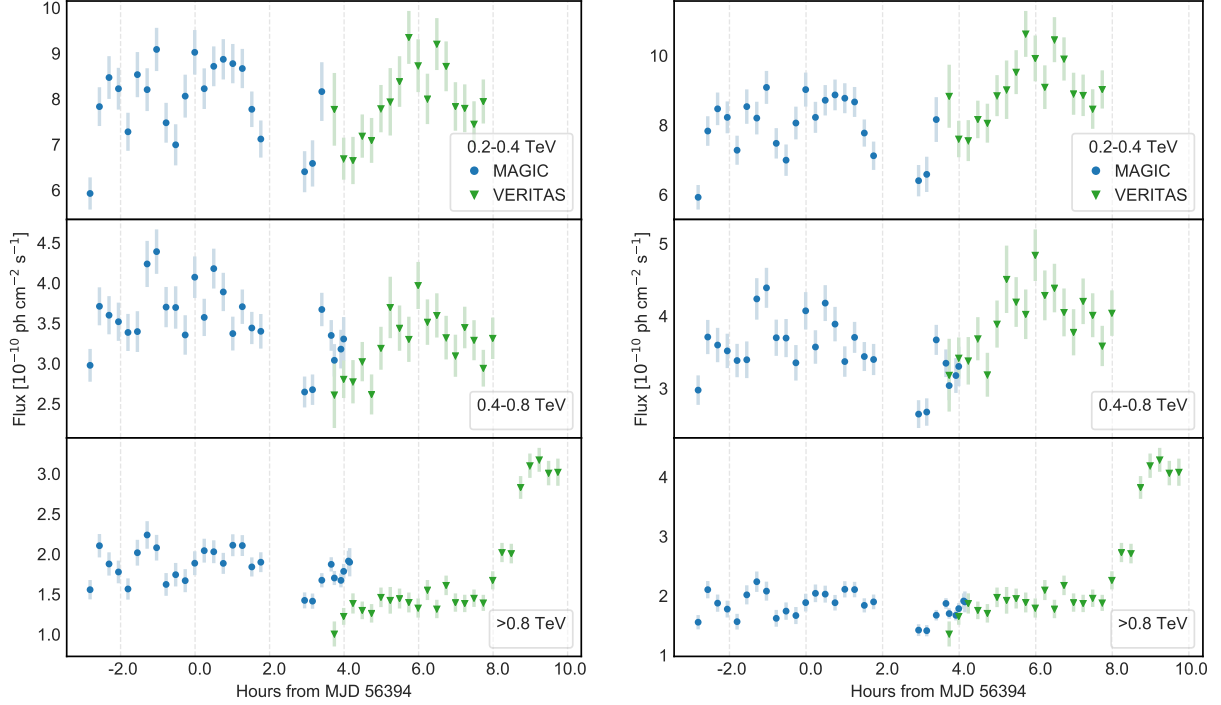 10
9
8
7
6
0.2-0.4 TeV
MAGIC
VERITAS
4.5
4.0
3.5
3.0
2.5
Flux [10⁻¹⁰ ph cm⁻² s⁻¹]
0.4-0.8 TeV
3.0
2.5
2.0
1.5
1.0
>0.8 TeV
-2.0 0.0 2.0 4.0 6.0 8.0 10.0
Hours from MJD 56394
10
8
6
0.2-0.4 TeV
MAGIC
VERITAS
5
4
3
Flux [10⁻¹⁰ ph cm⁻² s⁻¹]
0.4-0.8 TeV
4
3
2
1
>0.8 TeV
-2.0 0.0 2.0 4.0 6.0 8.0 10.0
Hours from MJD 56394